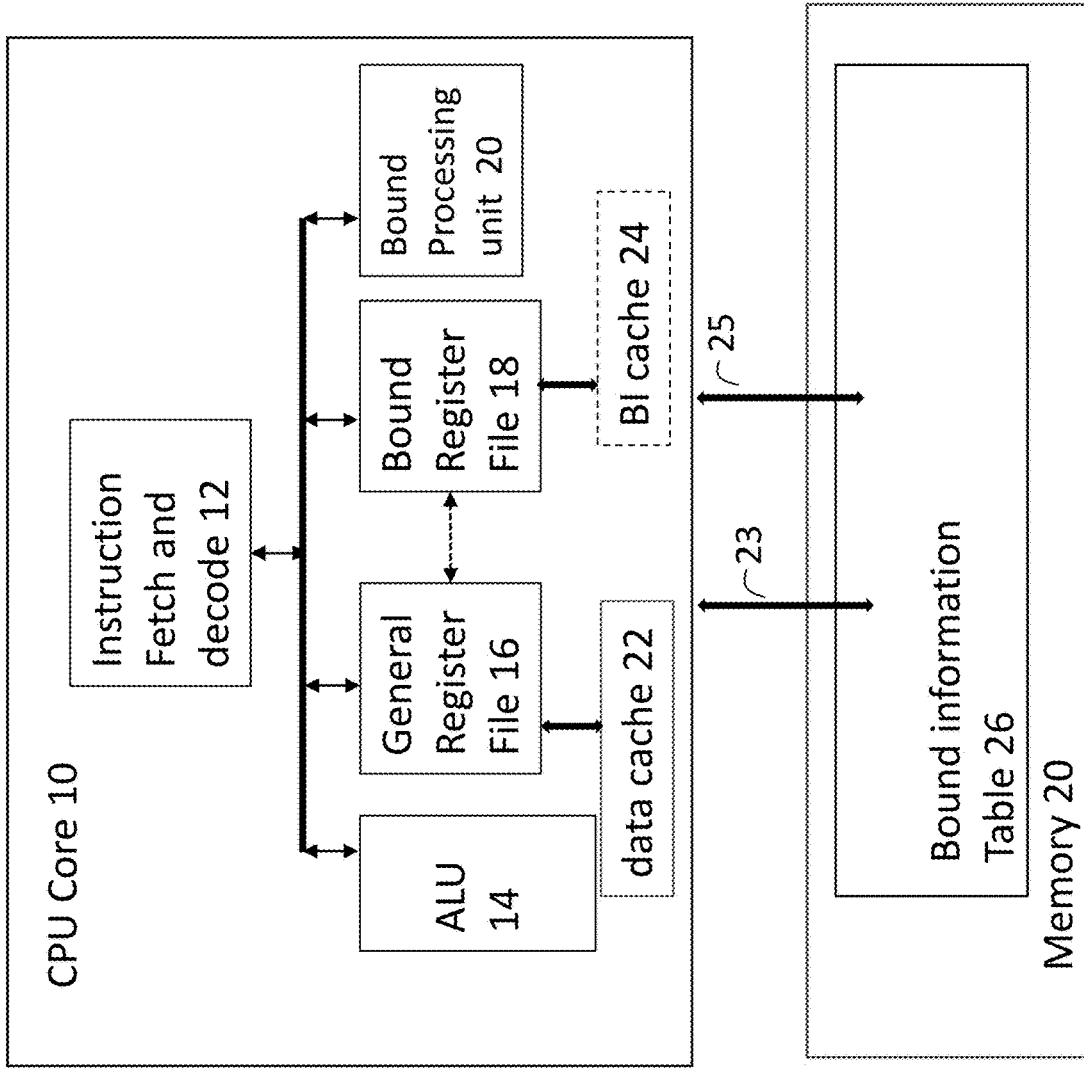 CPU Core 10
Instruction
Fetch and
decode 12
ALU
14
General
Register
File 16
Bound
Register
File 18
Bound
Processing
unit 20
data cache 22
BI cache 24
23
25
Bound information
Table 26
Memory 20